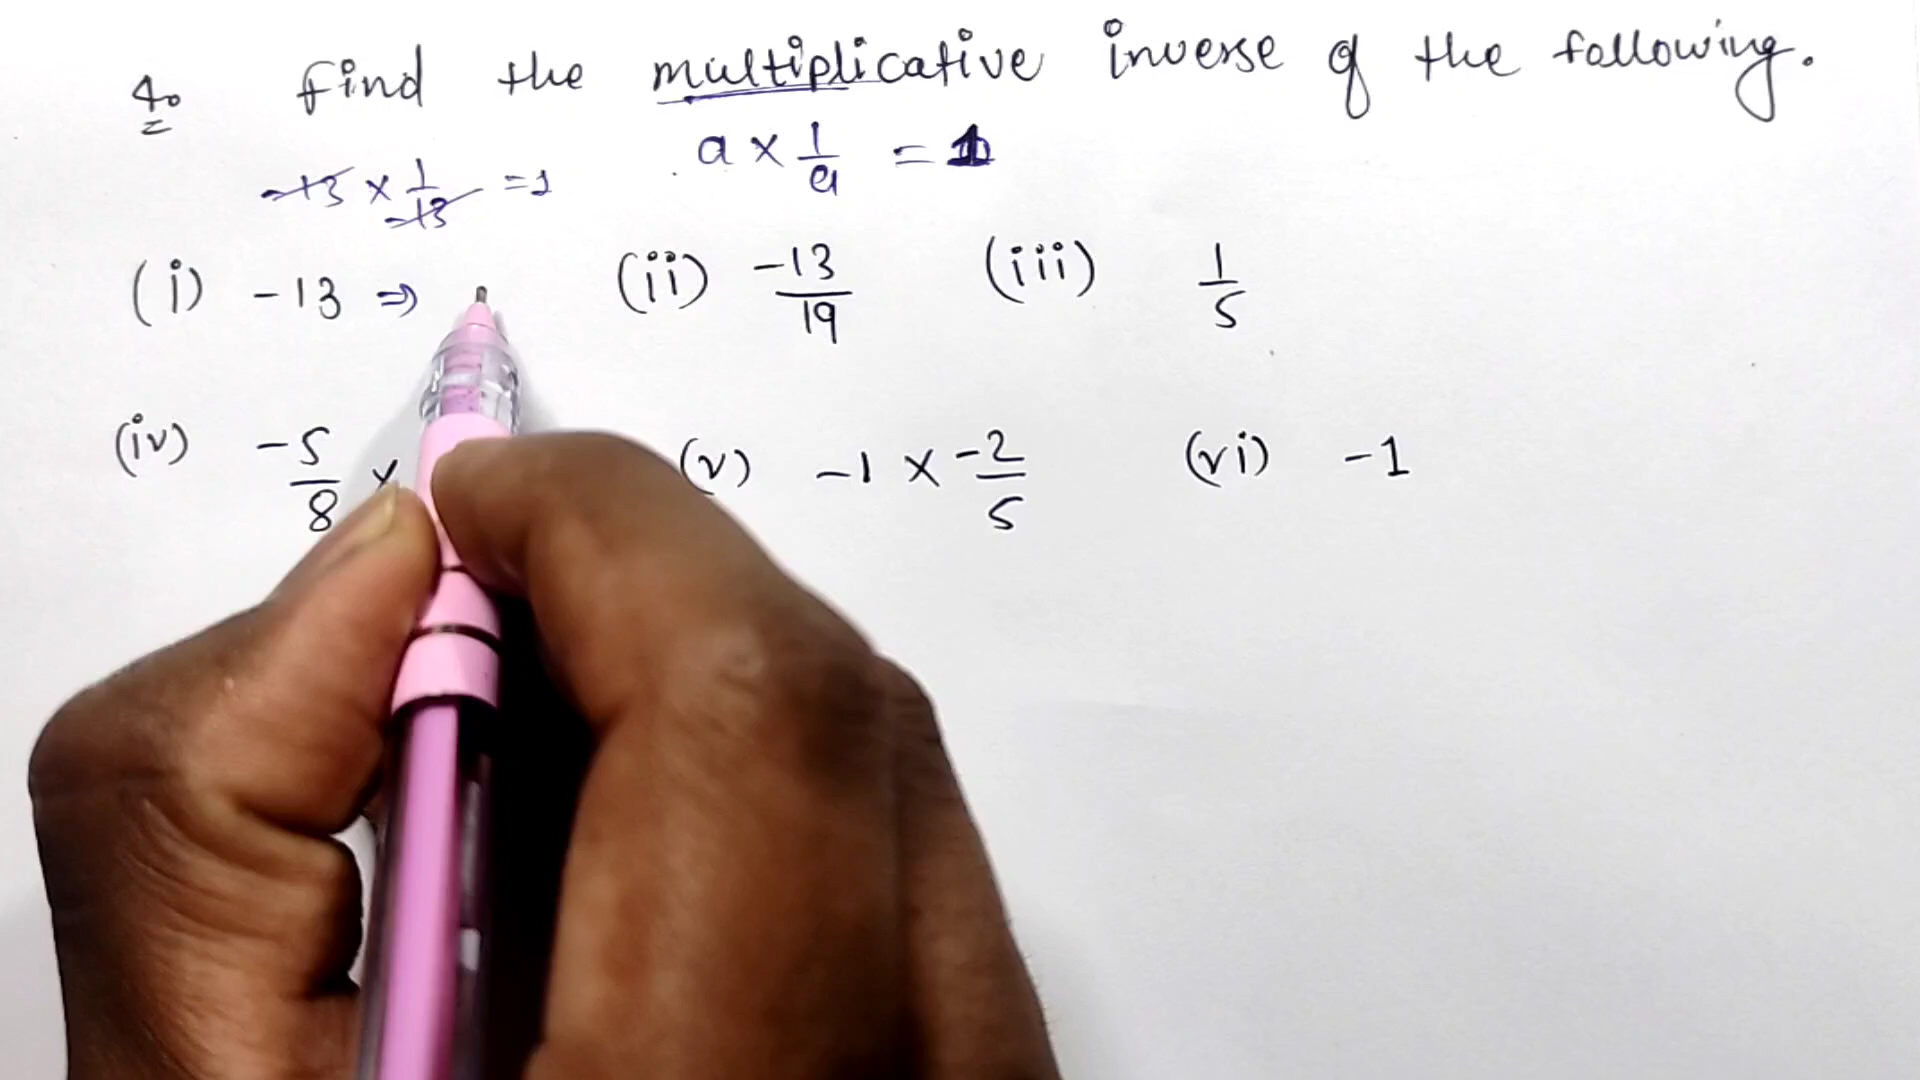 4. Find the multiplicative inverse of the following.
a × 1/a = 1
-13 × 1/-13 = 1
(i) -13 ⇒ (ii) -13/19 (iii) 1/5
(iv) -5/8 × (v) -1 × -2/5 (vi) -1